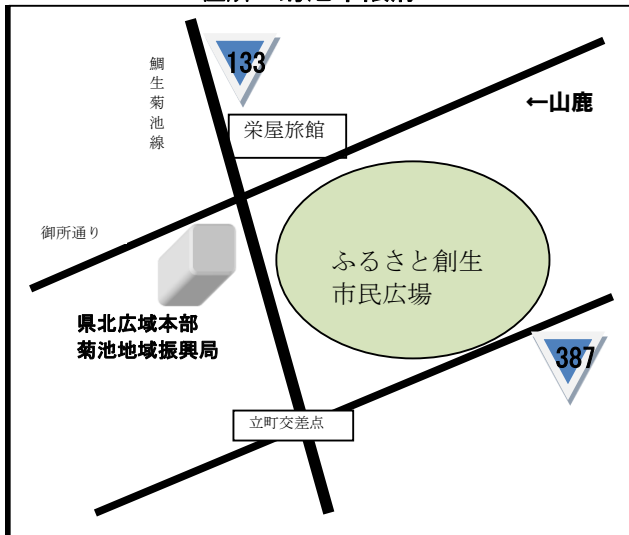 133
鯛生菊池線
栄屋旅館
←山鹿
御所通り
ふるさと創生
市民広場
県北広域本部
菊池地域振興局
387
立町交差点